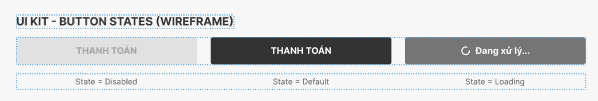 UI KIT - BUTTON STATES (WIREFRAME)
THANH TOÁN
THANH TOÁN
Đang xử lý...
State = Disabled
State = Default
State = Loading